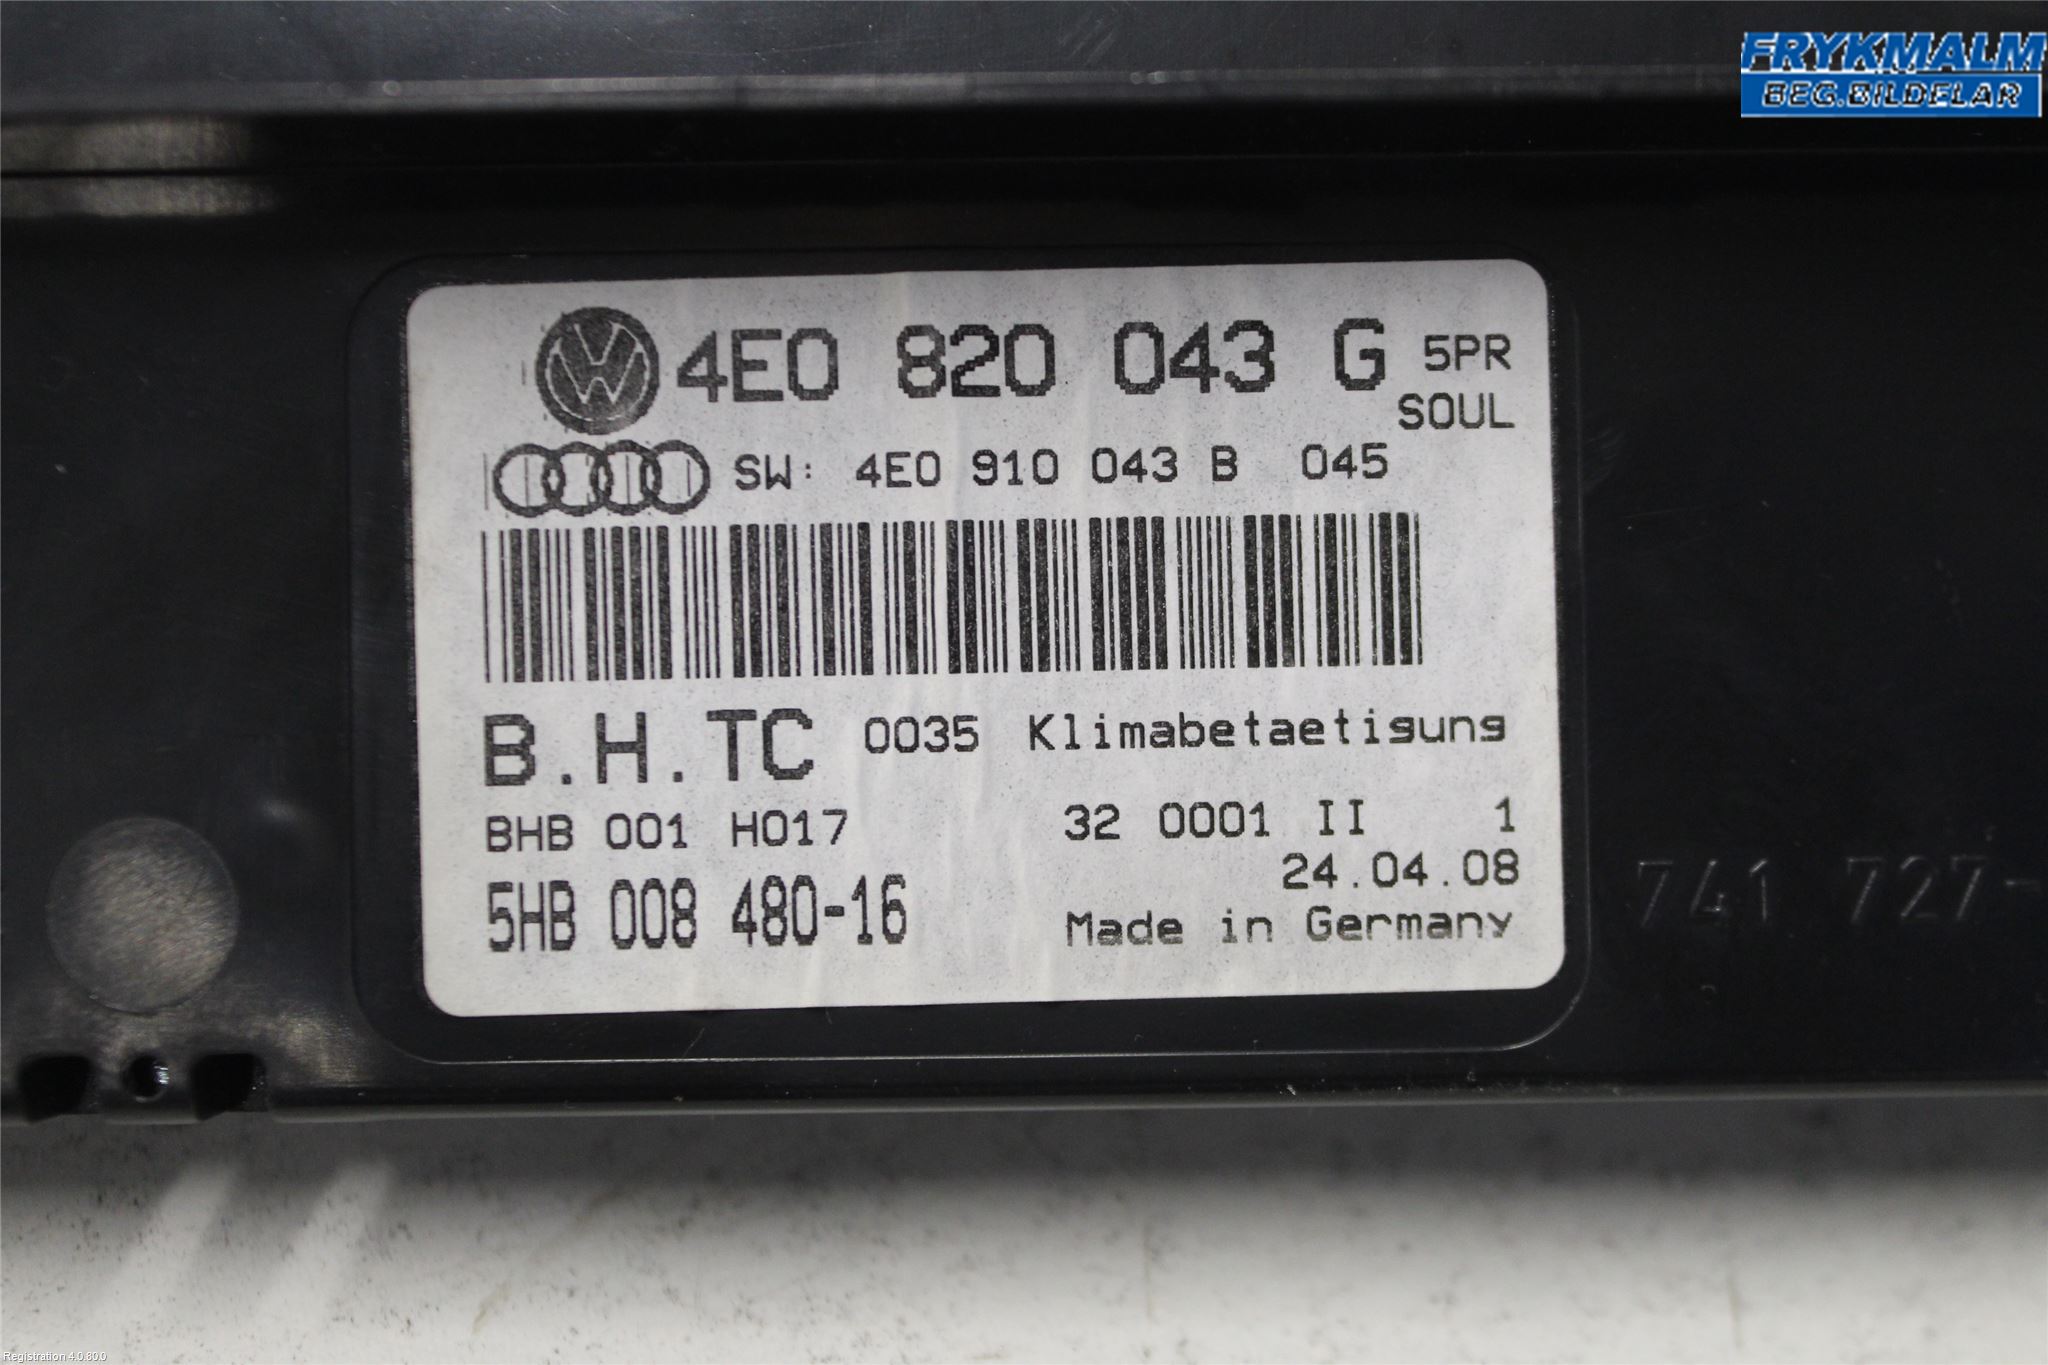 FRYKMALM
BEG.BILDELAR
4E0 820 043 G 5PR
SOUL
SW: 4E0 910 043 B 045
B.H.TC 0035 Klimabetaetigung
BHB 001 H017 32 0001 II 1
24.04.08
5HB 008 480-16 Made in Germany
741 727-
Registration 4.0.80.0